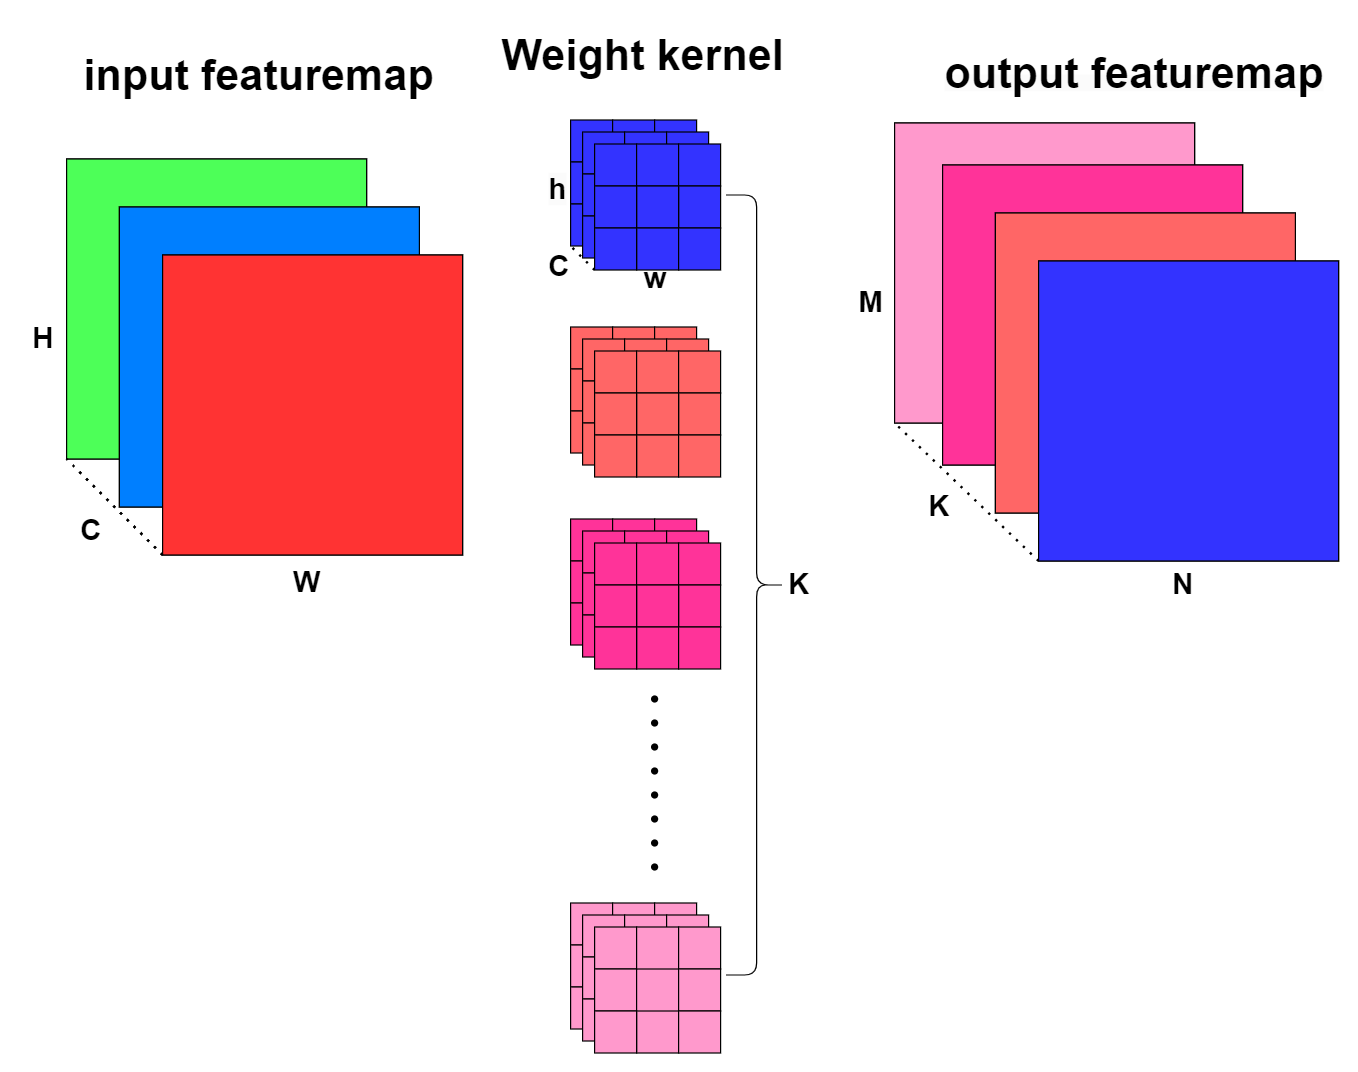 input featuremap
Weight kernel
output featuremap
H
C
W
h
C
w
K
M
K
N